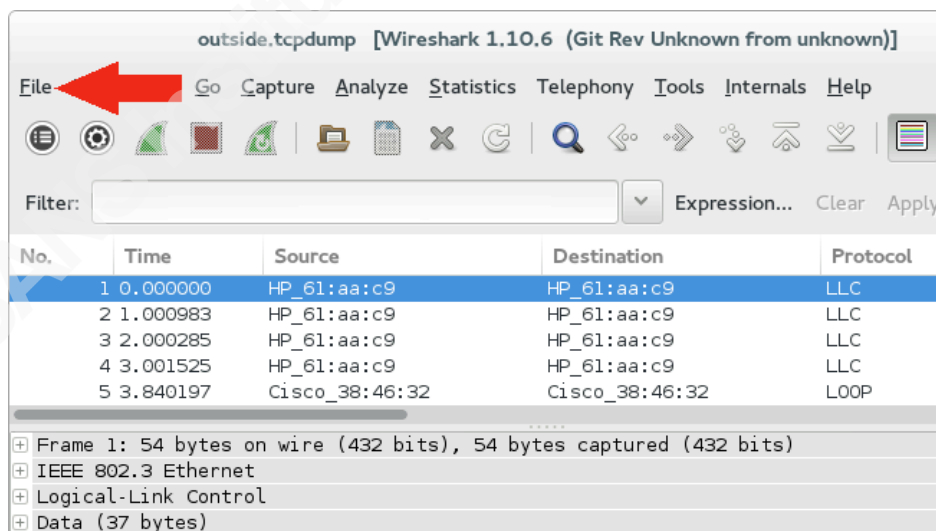 outside.tcpdump [Wireshark 1.10.6 (Git Rev Unknown from unknown)]
File Go Capture Analyze Statistics Telephony Tools Internals Help
Filter: Expression... Clear Apply
No. Time Source Destination Protocol
1 0.000000 HP_61:aa:c9 HP_61:aa:c9 LLC
2 1.000983 HP_61:aa:c9 HP_61:aa:c9 LLC
3 2.000285 HP_61:aa:c9 HP_61:aa:c9 LLC
4 3.001525 HP_61:aa:c9 HP_61:aa:c9 LLC
5 3.840197 Cisco_38:46:32 Cisco_38:46:32 LOOP
Frame 1: 54 bytes on wire (432 bits), 54 bytes captured (432 bits)
IEEE 802.3 Ethernet
Logical-Link Control
Data (37 bytes)